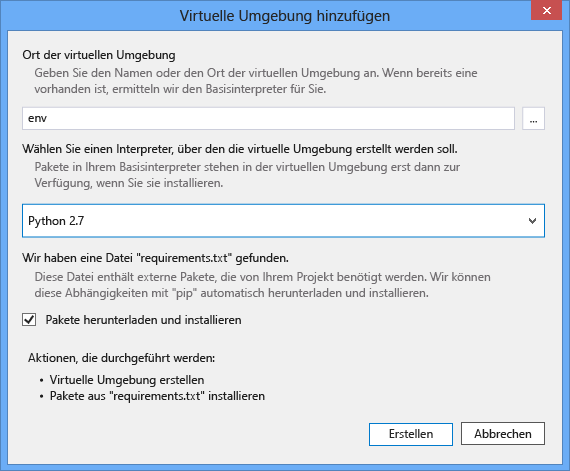 Virtuelle Umgebung hinzufügen
Ort der virtuellen Umgebung
Geben Sie den Namen oder den Ort der virtuellen Umgebung an. Wenn bereits eine
vorhanden ist, ermitteln wir den Basisinterpreter für Sie.
env
...
Wählen Sie einen Interpreter, über den die virtuelle Umgebung erstellt werden soll.
Pakete in Ihrem Basisinterpreter stehen in der virtuellen Umgebung erst dann zur
Verfügung, wenn Sie sie installieren.
Python 2.7
Wir haben eine Datei "requirements.txt" gefunden.
Diese Datei enthält externe Pakete, die von Ihrem Projekt benötigt werden. Wir können
diese Abhängigkeiten mit "pip" automatisch herunterladen und installieren.
Pakete herunterladen und installieren
Aktionen, die durchgeführt werden:
• Virtuelle Umgebung erstellen
• Pakete aus "requirements.txt" installieren
Erstellen
Abbrechen